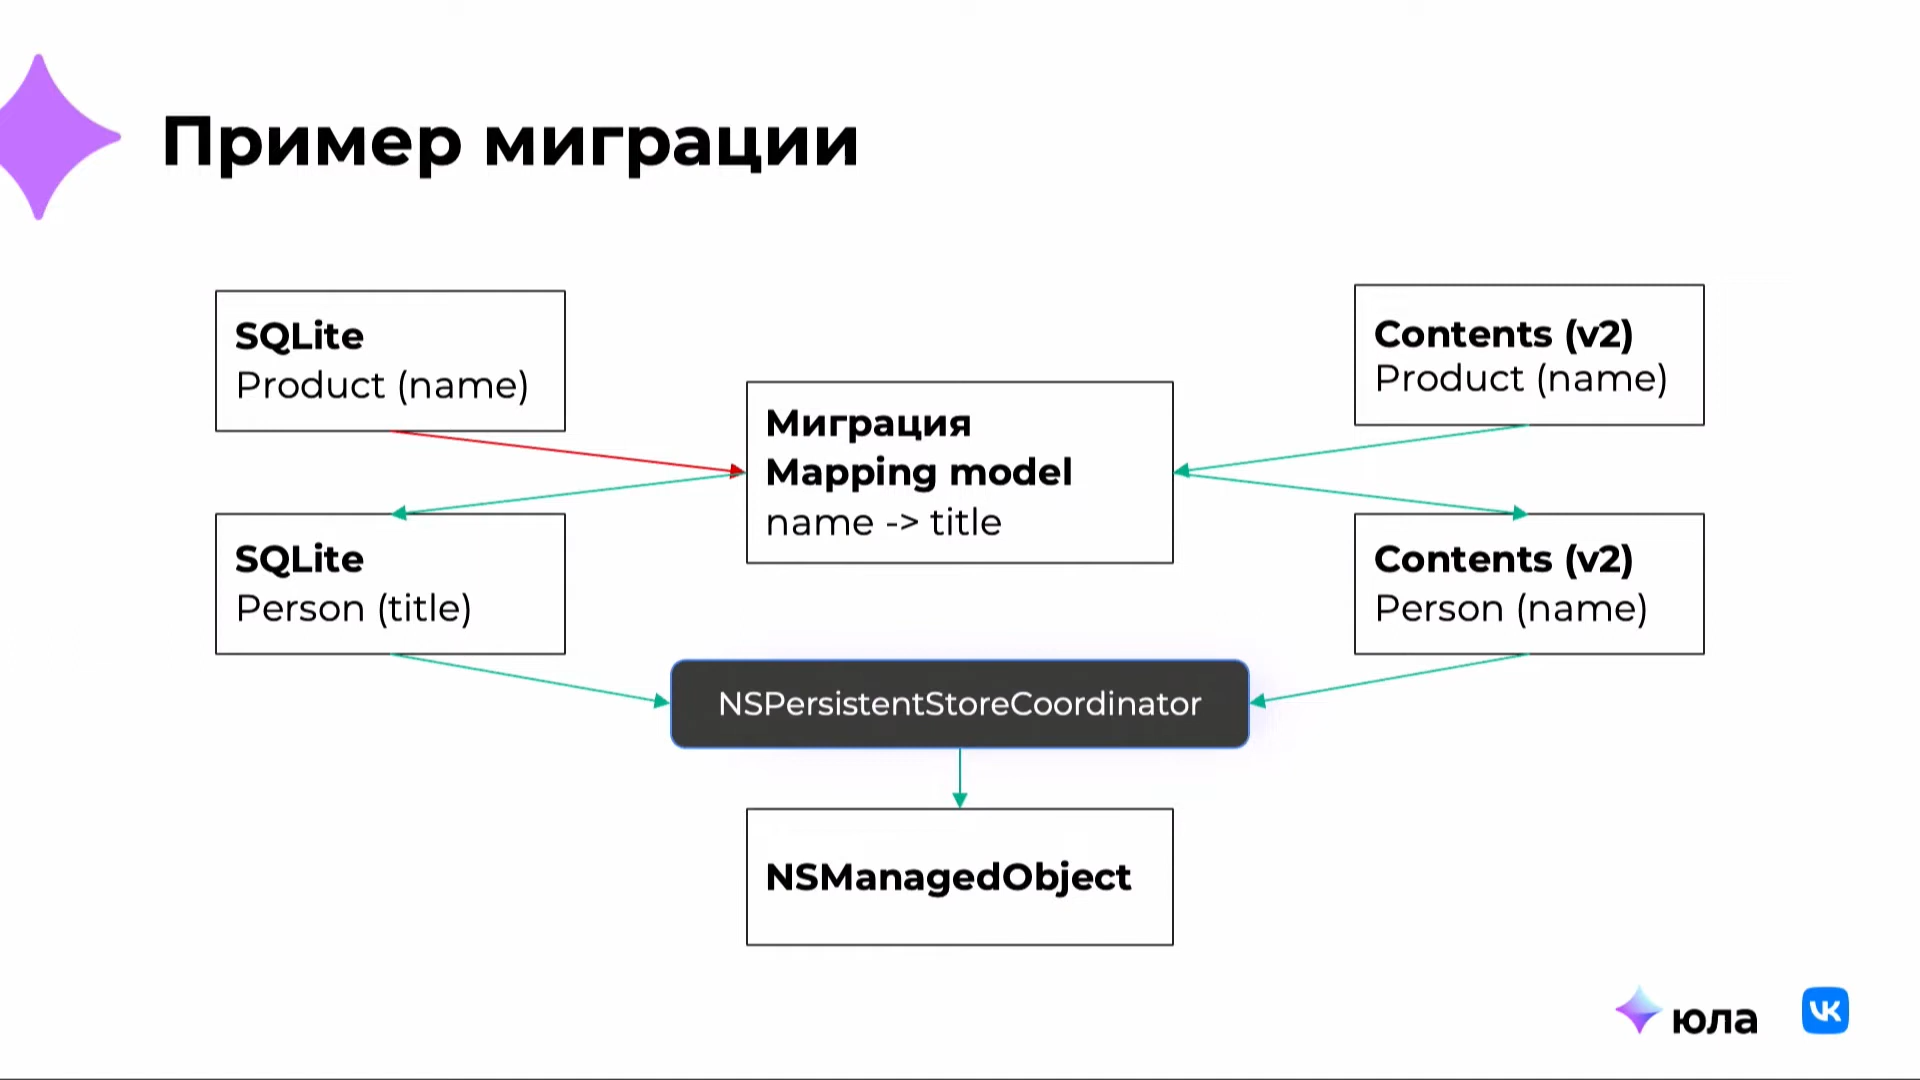 Пример миграции
SQLite
Product (name)
Contents (v2)
Product (name)
Миграция
Mapping model
name -> title
SQLite
Person (title)
Contents (v2)
Person (name)
NSPersistentStoreCoordinator
NSManagedObject
юла
VK